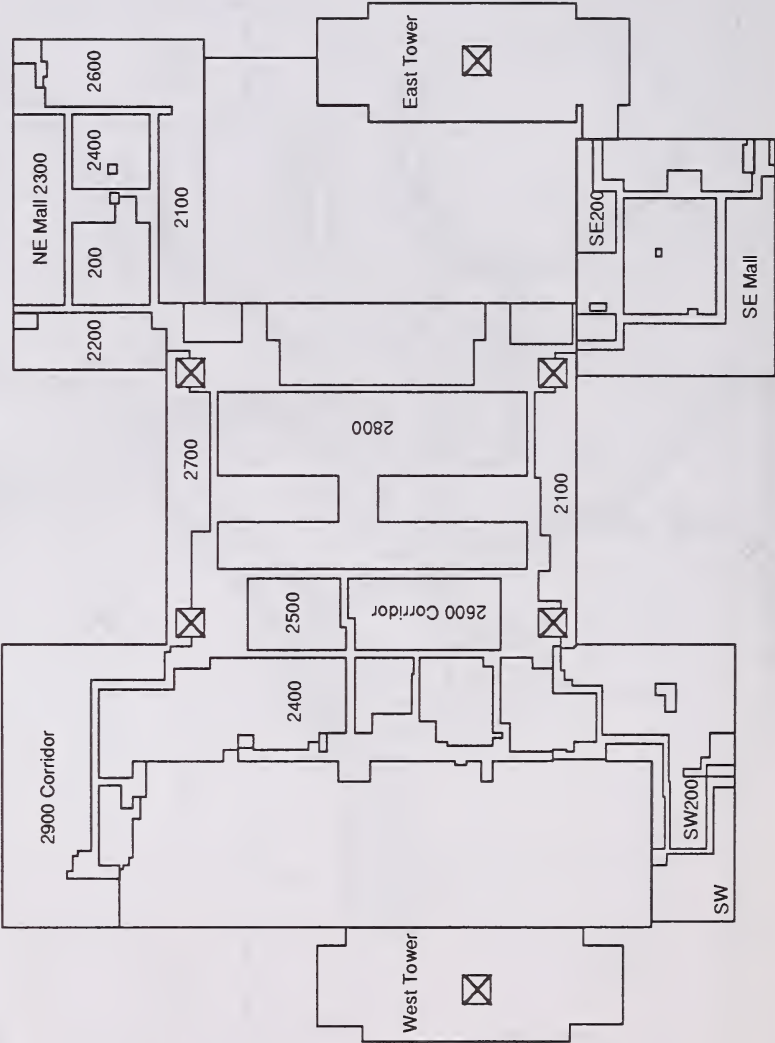 2600
East Tower
NE Mall 2300
2400
200
2100
SE200
SE Mall
2200
2700
2800
2100
2500
2600 Corridor
2400
2900 Corridor
SW200
SW
West Tower